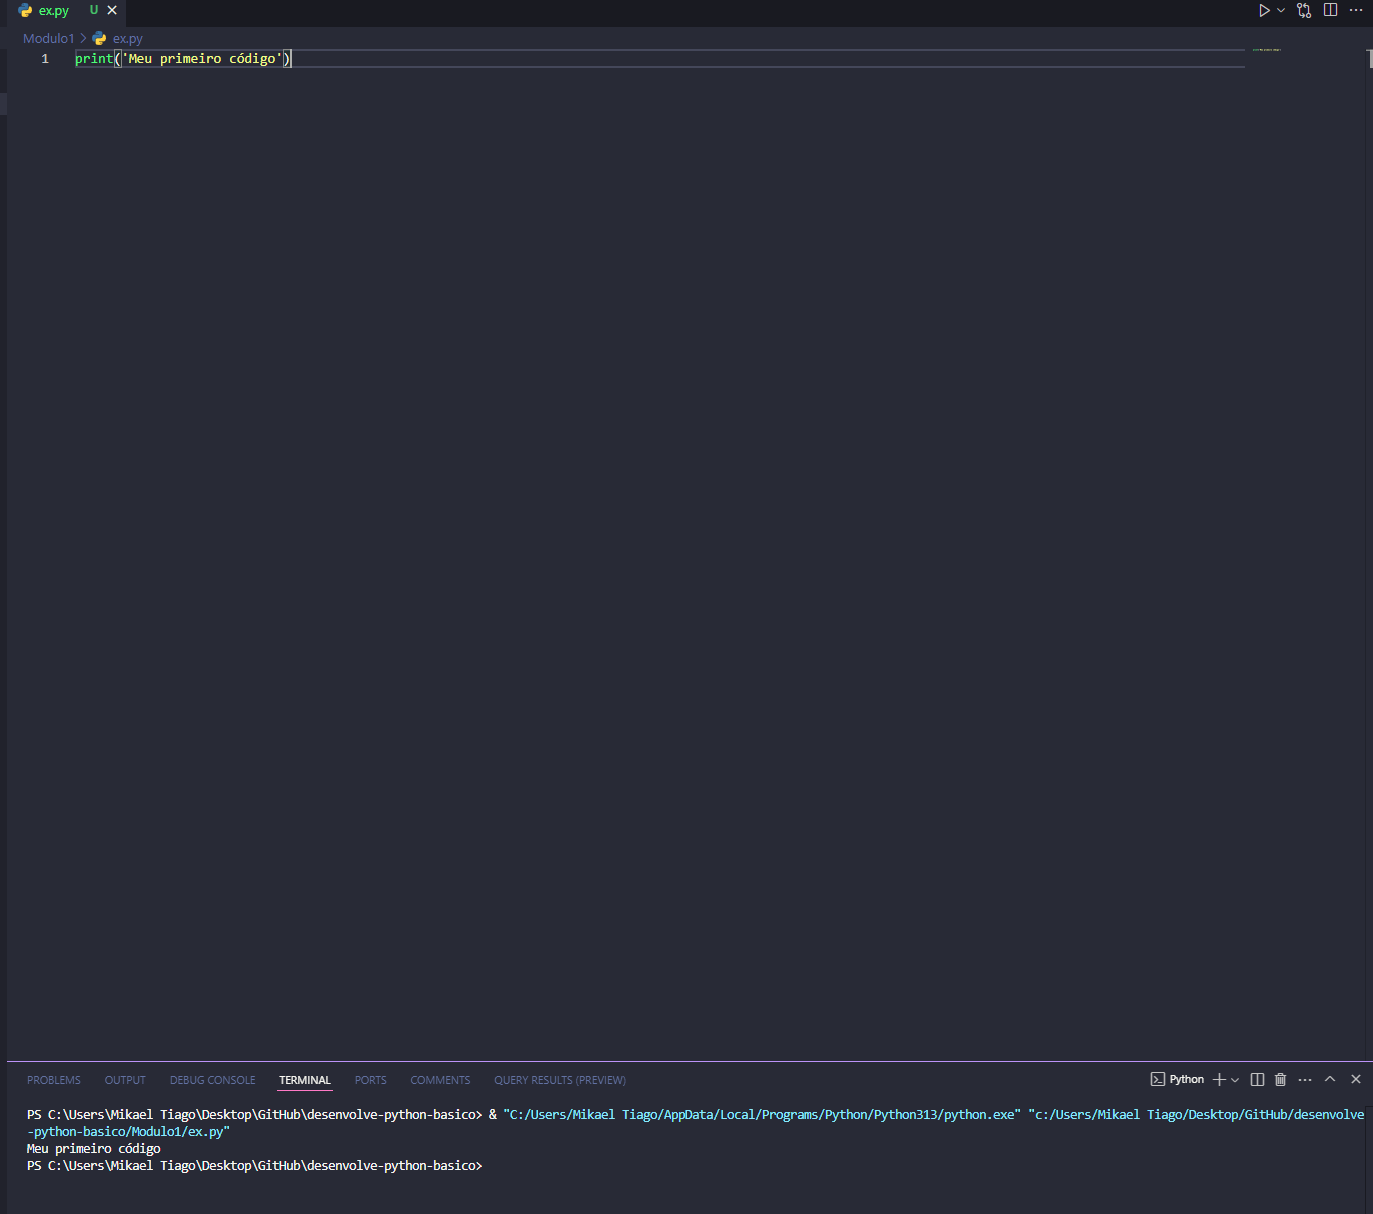 ex.py U
Modulo1 > ex.py
1 print('Meu primeiro código')
PROBLEMS OUTPUT DEBUG CONSOLE TERMINAL PORTS COMMENTS QUERY RESULTS (PREVIEW) Python
PS C:\Users\Mikael Tiago\Desktop\GitHub\desenvolve-python-basico> & "C:/Users/Mikael Tiago/AppData/Local/Programs/Python/Python313/python.exe" "c:/Users/Mikael Tiago/Desktop/GitHub/desenvolve
-python-basico/Modulo1/ex.py"
Meu primeiro código
PS C:\Users\Mikael Tiago\Desktop\GitHub\desenvolve-python-basico>